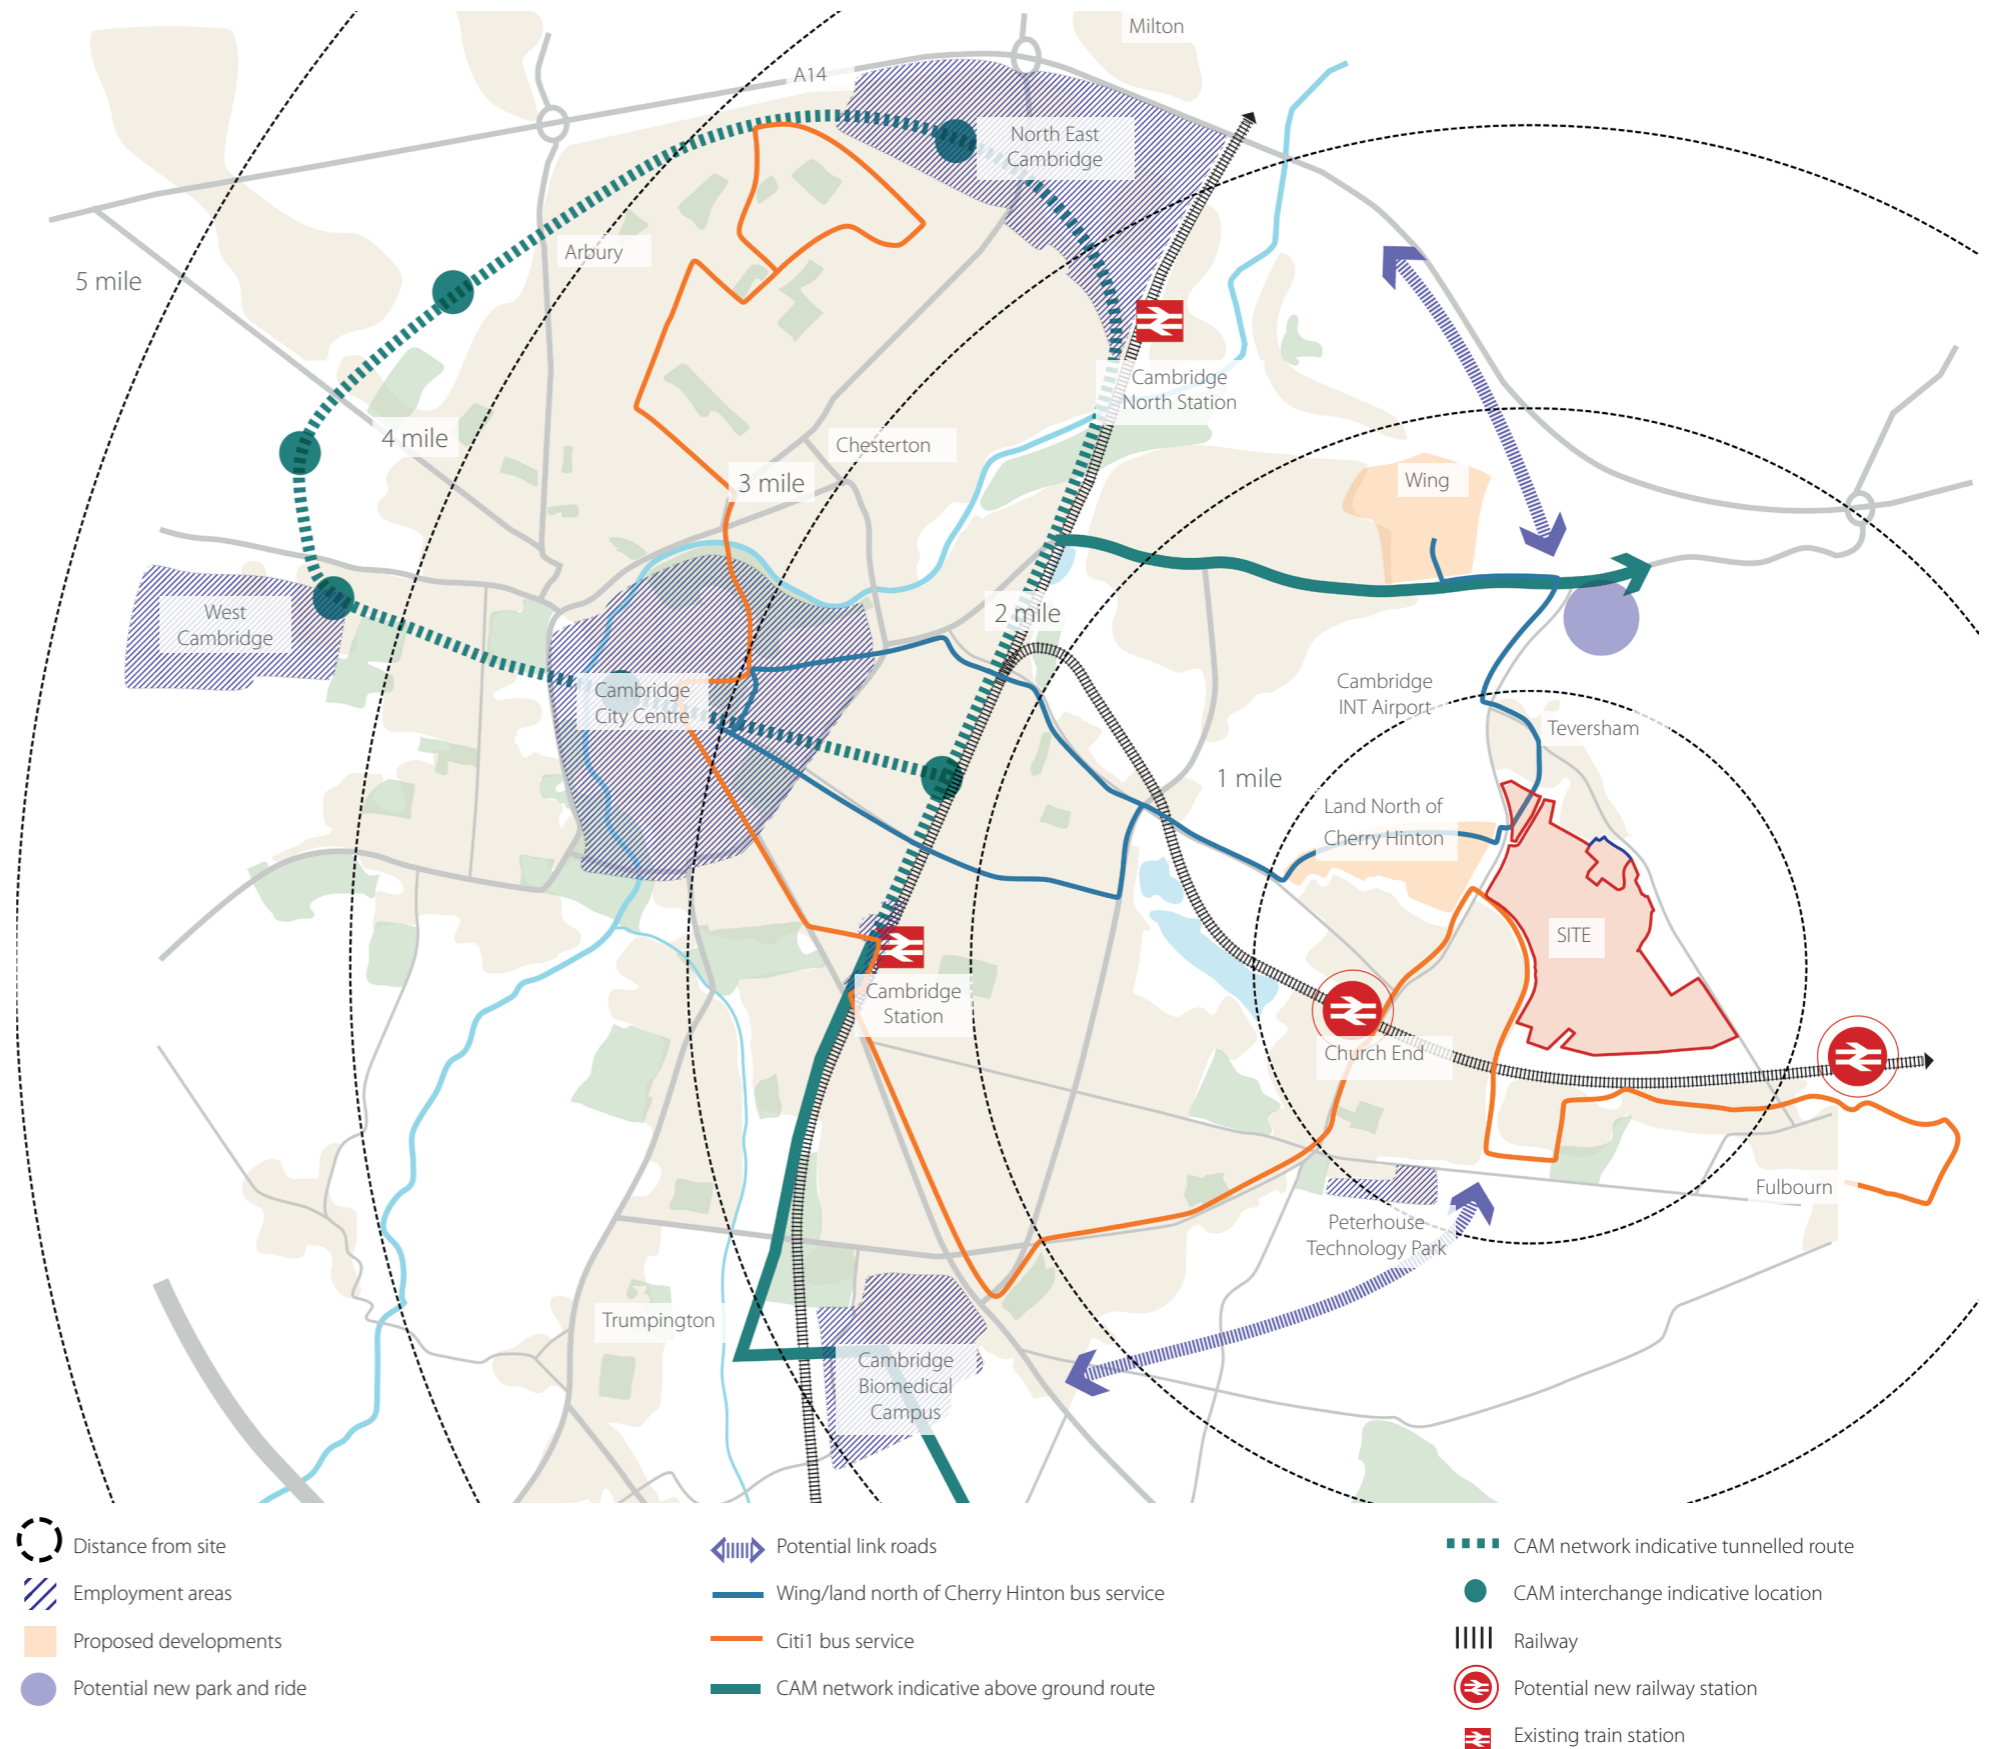 Milton
A14
North East
Cambridge
Arbury
5 mile
Cambridge
North Station
4 mile
Chesterton
3 mile
Wing
West
Cambridge
2 mile
Cambridge
City Centre
Cambridge
INT Airport
Teversham
1 mile
Land North of
Cherry Hinton
SITE
Cambridge
Station
Church End
Fulbourn
Peterhouse
Technology Park
Trumpington
Cambridge
Biomedical
Campus
Distance from site
Employment areas
Proposed developments
Potential new park and ride
Potential link roads
Wing/land north of Cherry Hinton bus service
Citi1 bus service
CAM network indicative above ground route
CAM network indicative tunnelled route
CAM interchange indicative location
Railway
Potential new railway station
Existing train station